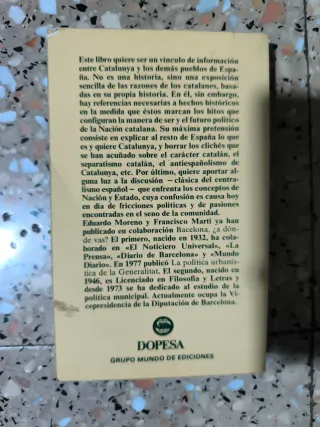 Este libro quiere ser un vínculo de información
entre Catalunya y los demás pueblos de Espa-
ña. No es una historia, sino una exposición
sencilla de las razones de los catalanes, basa-
das en su propia historia. En él, sin embargo,
hay referencias necesarias a hechos históricos
en la medida que éstos marcan los hitos que
configuran la manera de ser y el futuro político
de la Nación catalana. Su máxima pretensión
consiste en explicar al resto de España lo que
es y quiere Catalunya, y borrar los clichés que
se han acuñado sobre el carácter catalán, el
separatismo catalán, el antiespañolismo de
Catalunya, etc. Por último, quiere aportar al-
guna luz a la discusión –clásica del centra-
lismo español– que enfrenta los conceptos de
Nación y Estado, cuya confusión es causa hoy
en día de fricciones políticas y de pasiones
encontradas en el seno de la comunidad.
Eduardo Moreno y Francisco Martí ya han
publicado en colaboración Bacelona, ¿a dón-
de vas? El primero, nacido en 1932, ha cola-
borado en «El Noticiero Universal», «La
Prensa», «Diario de Barcelona» y «Mundo
Diario». En 1977 publicó La política urbanís-
tica de la Generalitat. El segundo, nacido en
1946, es Licenciado en Filosofía y Letras y
desde 1973 se ha dedicado al estudio de la
política municipal. Actualmente ocupa la Vi-
cepresidencia de la Diputación de Barcelona.
DOPESA
GRUPO MUNDO DE EDICIONES